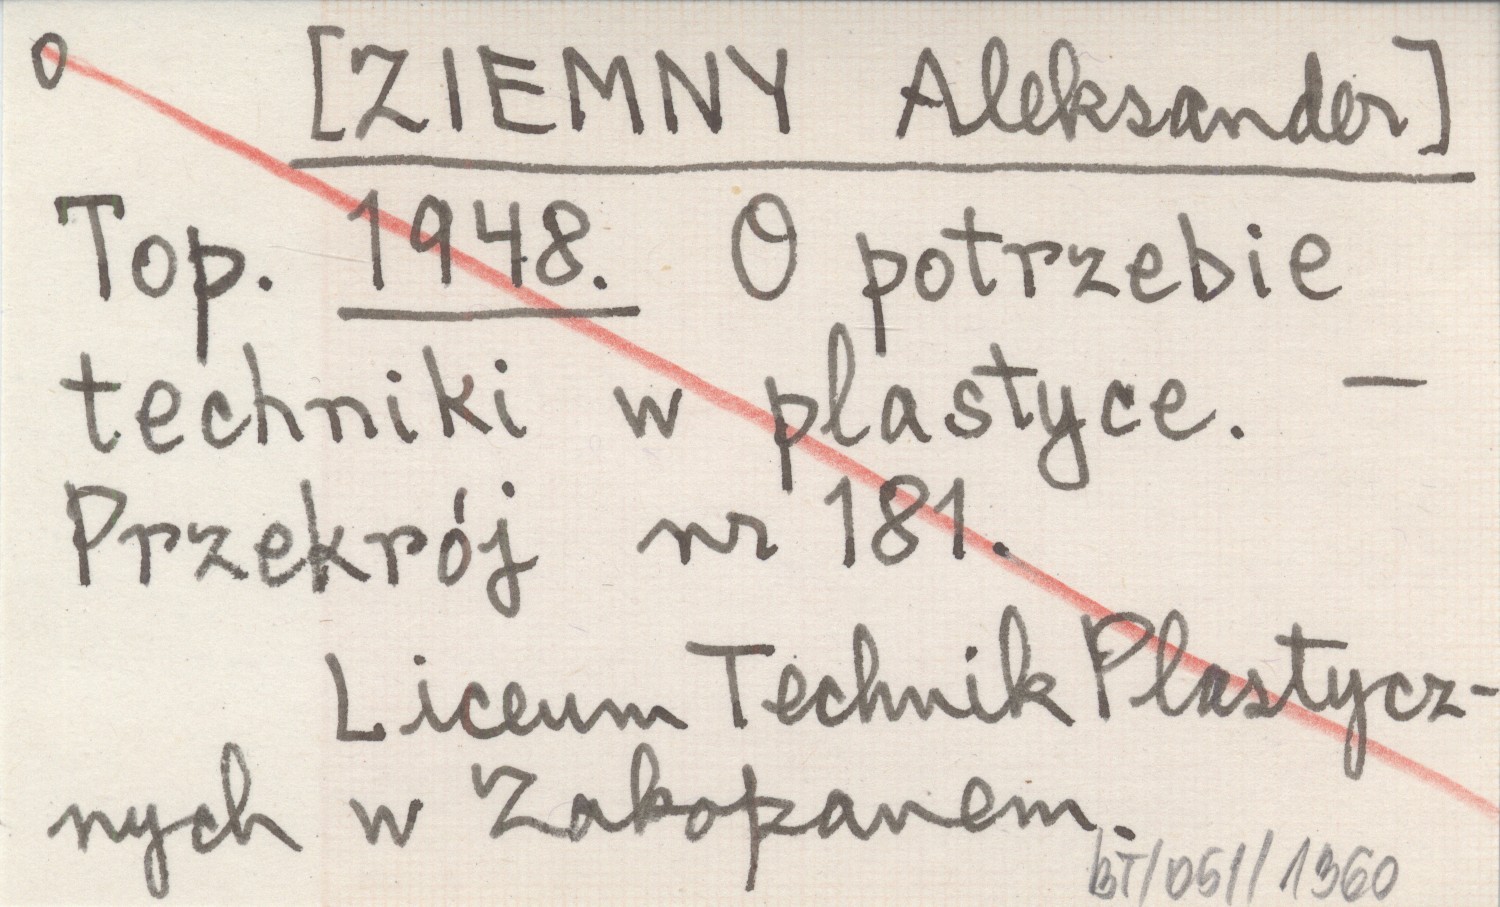 o [ZIEMNY Aleksander]
Top. 1948. O potrzebie
techniki w plastyce. —
Przekrój nr 181.
Liceum Technik Plastycz-
nych w Zakopanem.
BT/051/1360